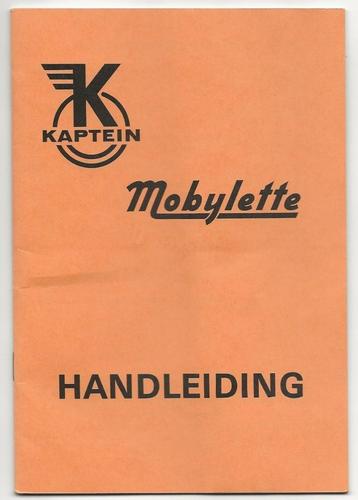 K
KAPTEIN
Mobylette
HANDLEIDING